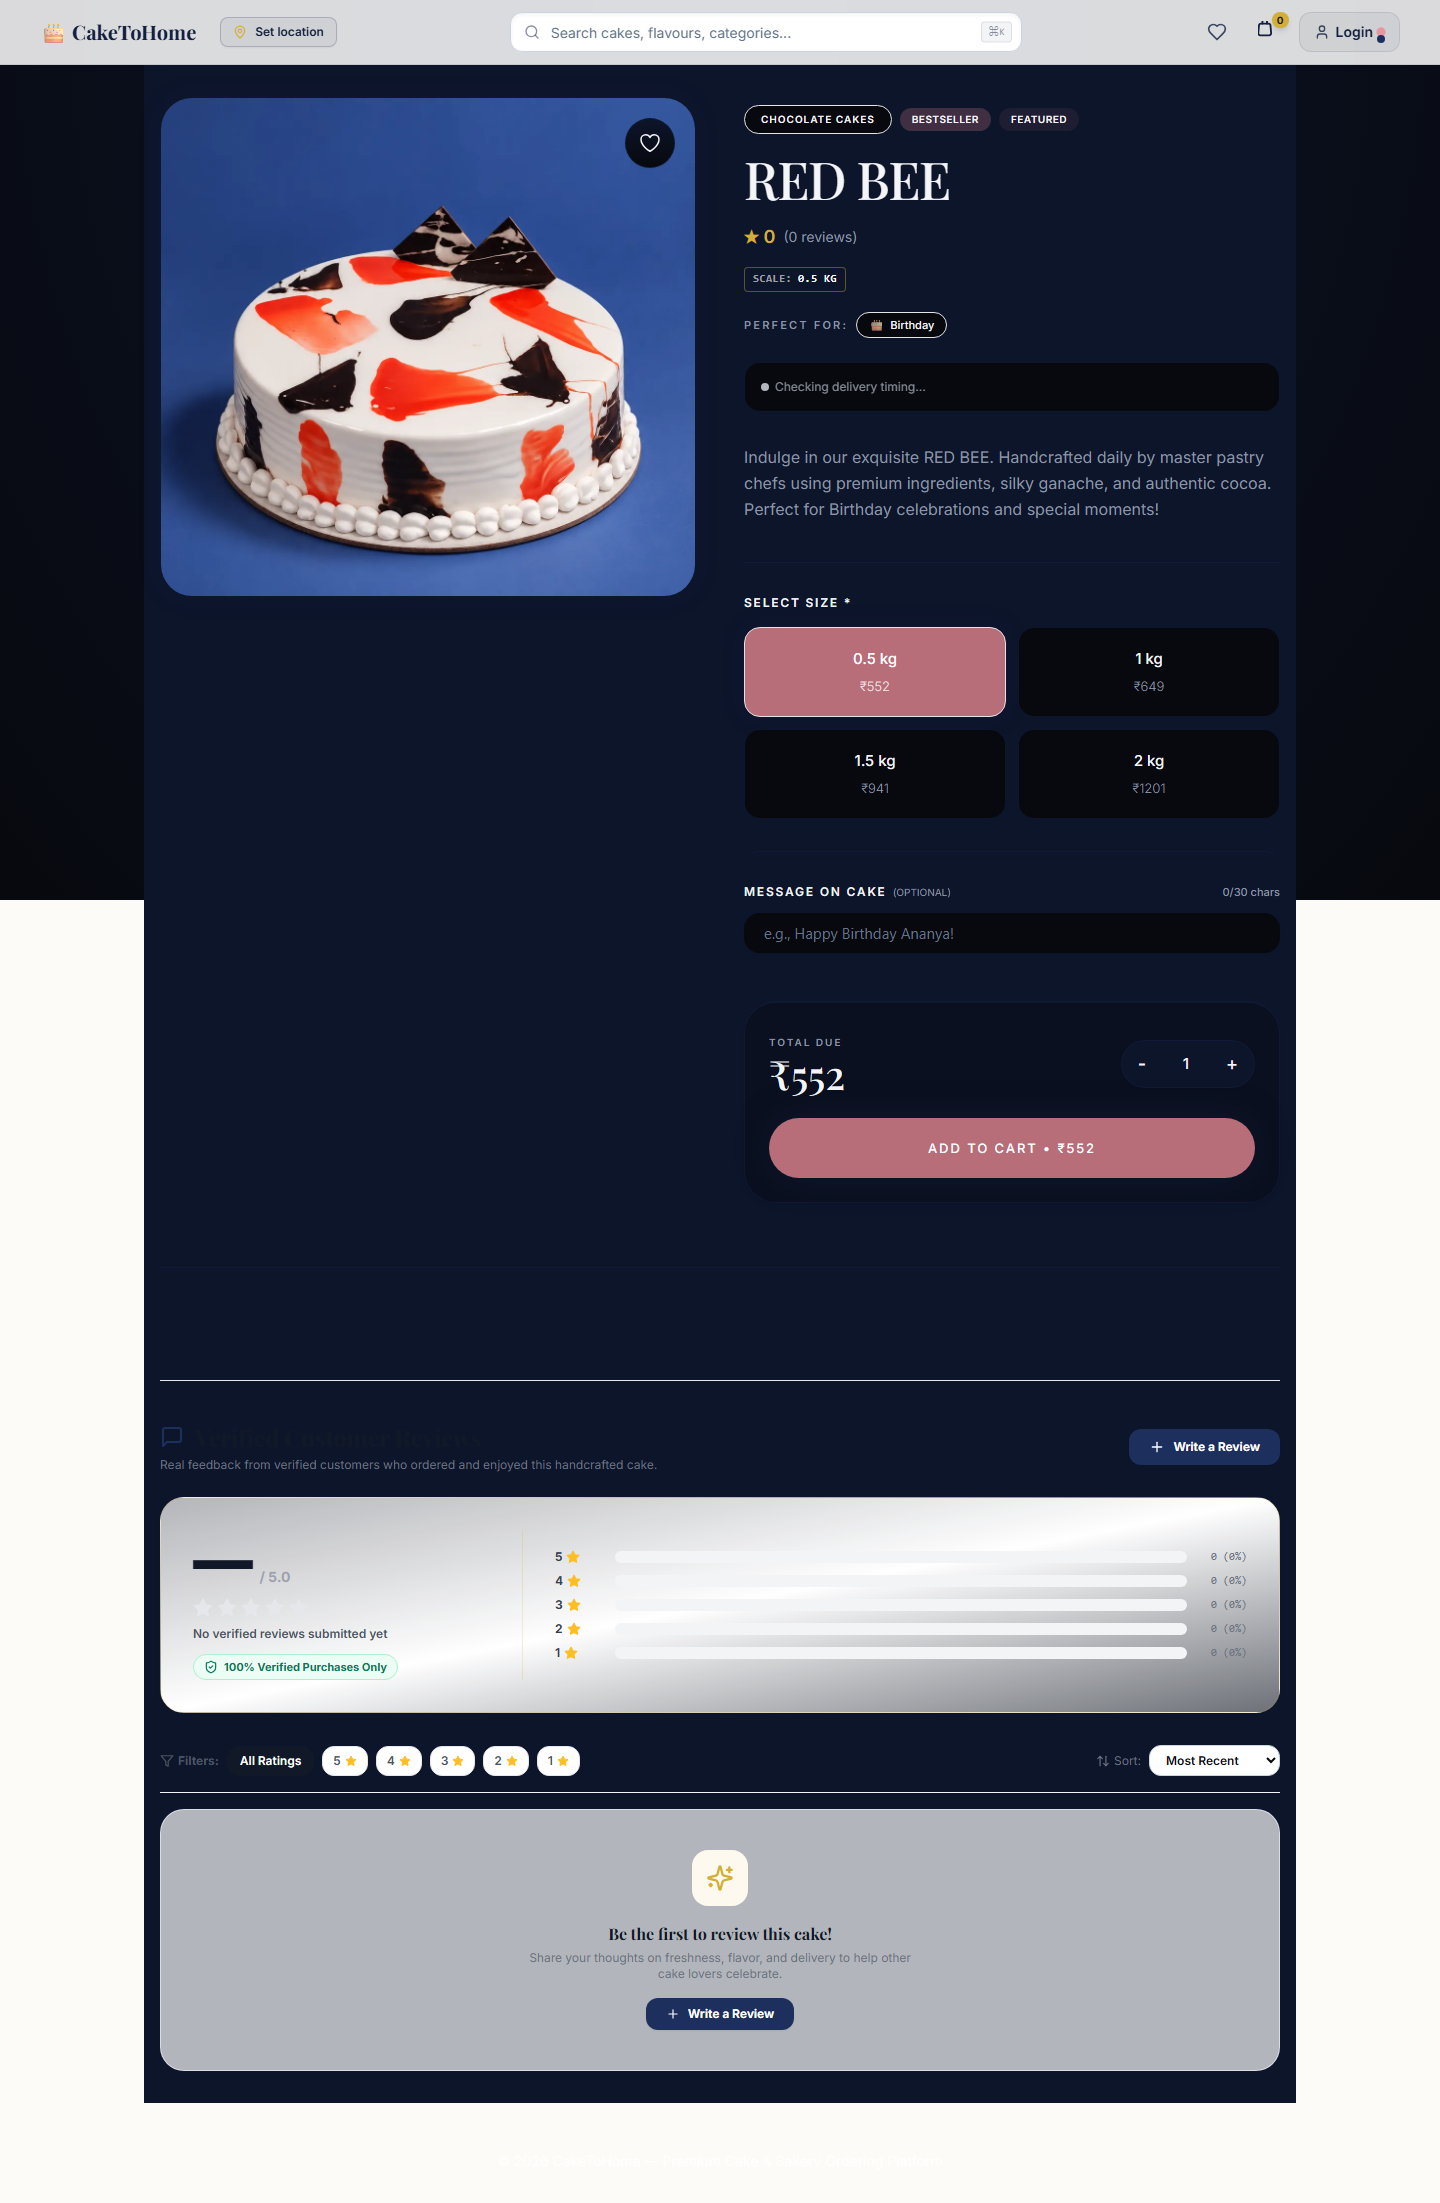 CakeToHome
Set location
Search cakes, flavours, categories...
⌘K
0
Login
CHOCOLATE CAKES
BESTSELLER
FEATURED
RED BEE
★ 0 (0 reviews)
SCALE: 0.5 KG
PERFECT FOR:
Birthday
Checking delivery timing...
Indulge in our exquisite RED BEE. Handcrafted daily by master pastry
chefs using premium ingredients, silky ganache, and authentic cocoa.
Perfect for Birthday celebrations and special moments!
SELECT SIZE *
0.5 kg
₹552
1 kg
₹649
1.5 kg
₹941
2 kg
₹1201
MESSAGE ON CAKE (OPTIONAL)
0/30 chars
e.g., Happy Birthday Ananya!
TOTAL DUE
₹552
- 1 +
ADD TO CART • ₹552
Verified Customer Reviews
Real feedback from verified customers who ordered and enjoyed this handcrafted cake.
Write a Review
— / 5.0
No verified reviews submitted yet
100% Verified Purchases Only
5 ★ 0 (0%)
4 ★ 0 (0%)
3 ★ 0 (0%)
2 ★ 0 (0%)
1 ★ 0 (0%)
Filters:
All Ratings
5 ★
4 ★
3 ★
2 ★
1 ★
Sort:
Most Recent
Be the first to review this cake!
Share your thoughts on freshness, flavor, and delivery to help other
cake lovers celebrate.
Write a Review